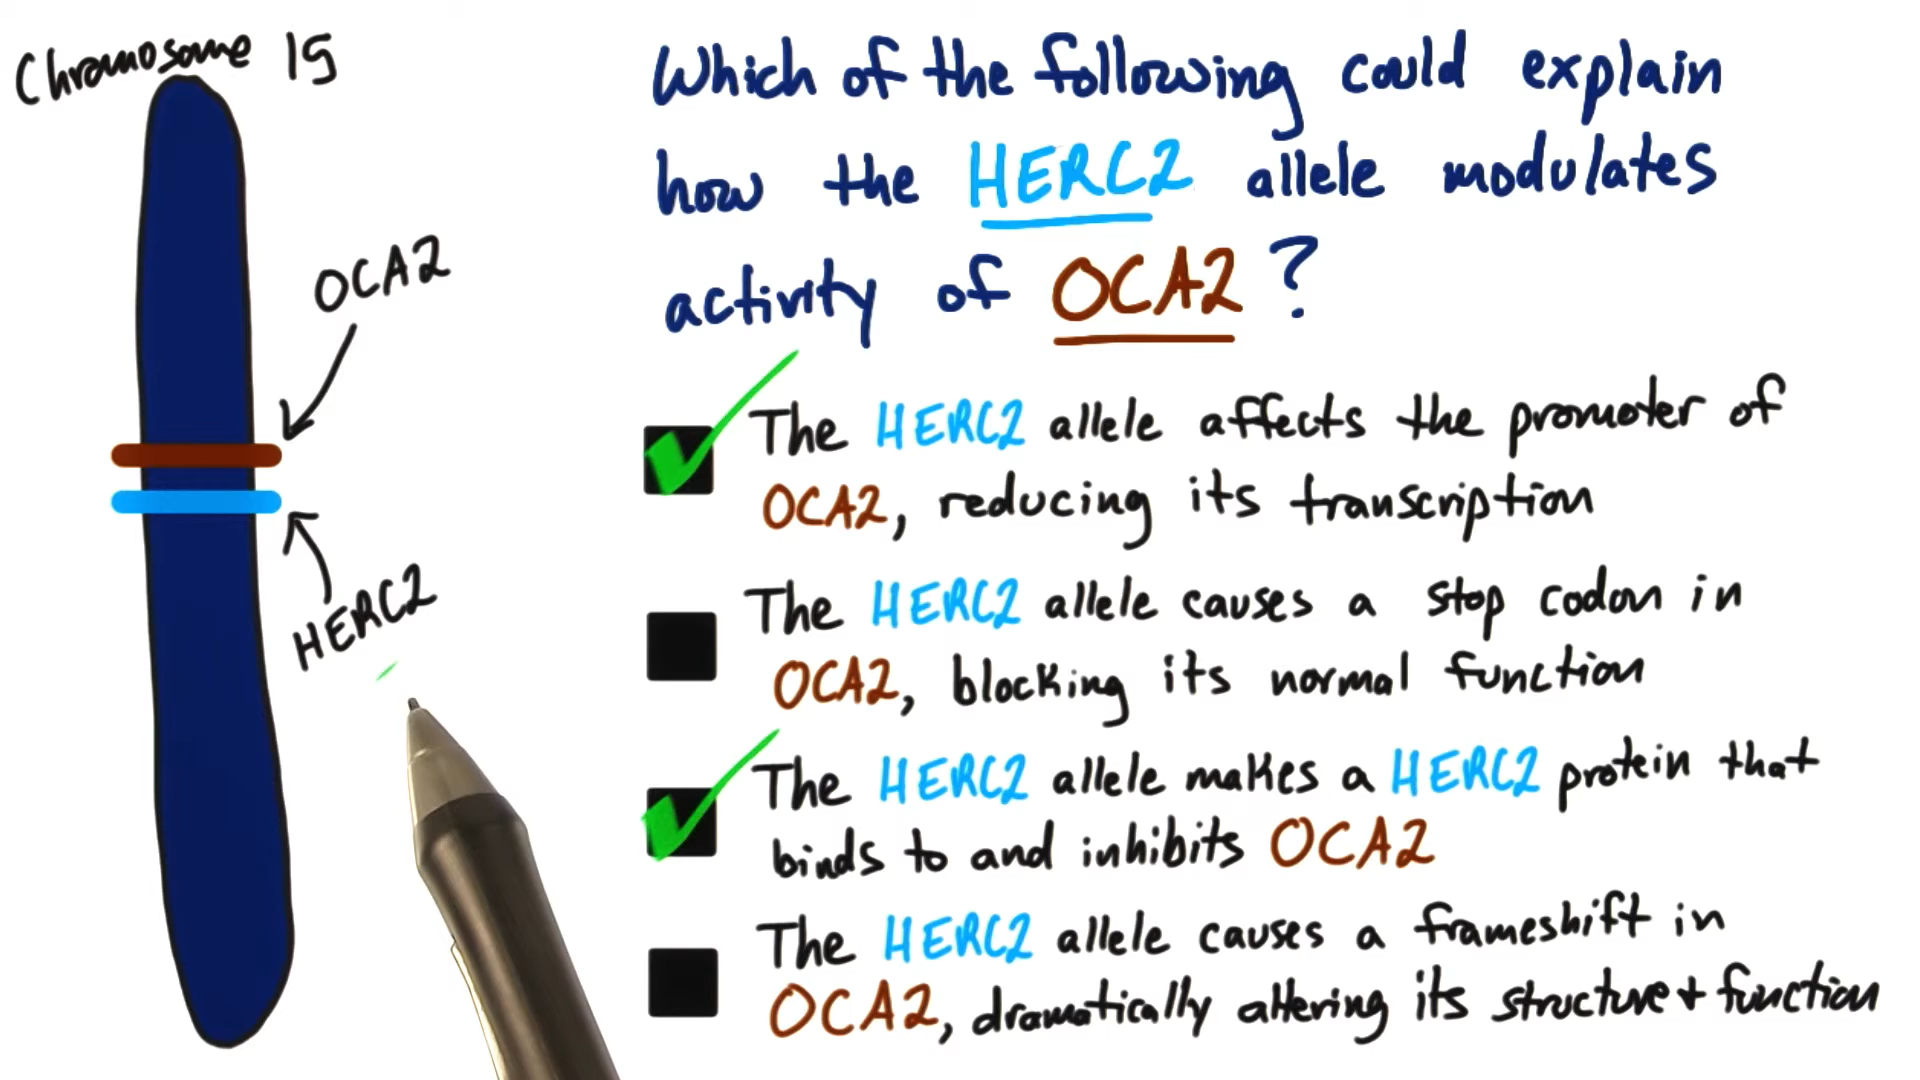 Chromosome 15
OCA2
HERC2
Which of the following could explain
how the HERC2 allele modulates
activity of OCA2?
The HERC2 allele affects the promoter of
OCA2, reducing its transcription
The HERC2 allele causes a stop codon in
OCA2, blocking its normal function
The HERC2 allele makes a HERC2 protein that
binds to and inhibits OCA2
The HERC2 allele causes a frameshift in
OCA2, dramatically altering its structure + function